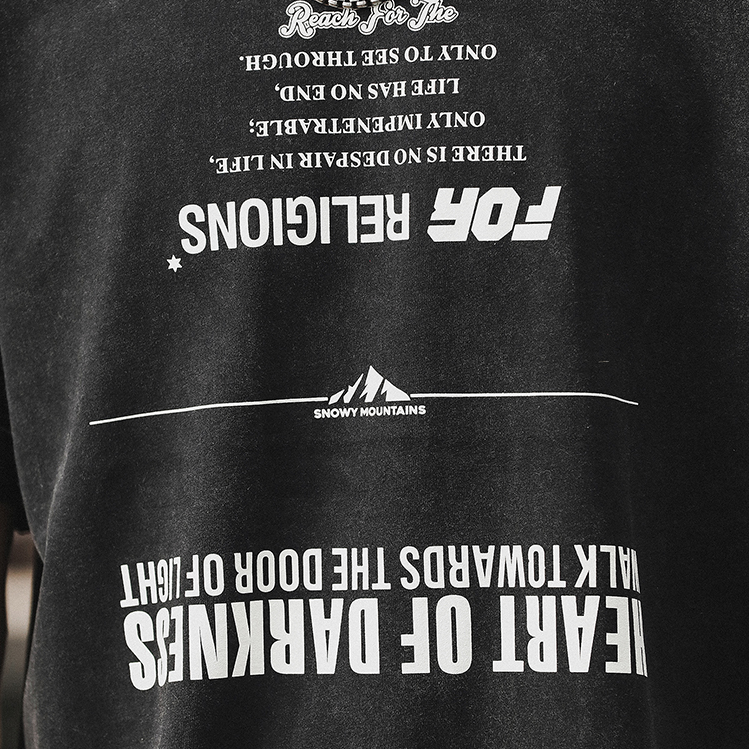 Reach For The
*FOR RELIGIONS
THERE IS NO DESPAIR IN LIFE,
ONLY IMPENETRABLE;
LIFE HAS NO END,
ONLY TO SEE THROUGH.
SNOWY MOUNTAINS
HEART OF DARKNESS
WALK TOWARDS THE DOOR OF LIGHT